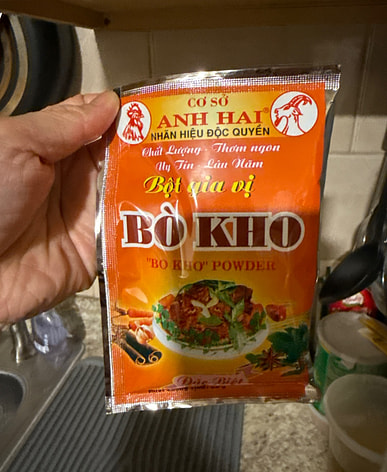 CƠ SỞ
ANH HAI
NHÃN HIỆU ĐỘC QUYỀN
Chất Lượng - Thơm ngon
Uy Tín - Lâu Năm
Bột gia vị
BÒ KHO
"BO KHO" POWDER
Đặc Biệt